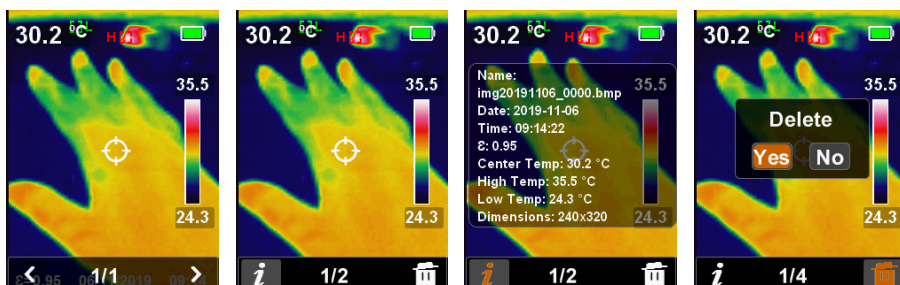 30.2 °C
H
35.5
24.3
< 1/1 >
30.2 °C
H
35.5
24.3
i 1/2
30.2 °C
H
35.5
Name:
img20191106_0000.bmp
Date: 2019-11-06
Time: 09:14:22
Ɛ: 0.95
Center Temp: 30.2 °C
High Temp: 35.5 °C
Low Temp: 24.3 °C
Dimensions: 240x320
24.3
i 1/2
30.2 °C
H
35.5
Delete
Yes No
24.3
i 1/4